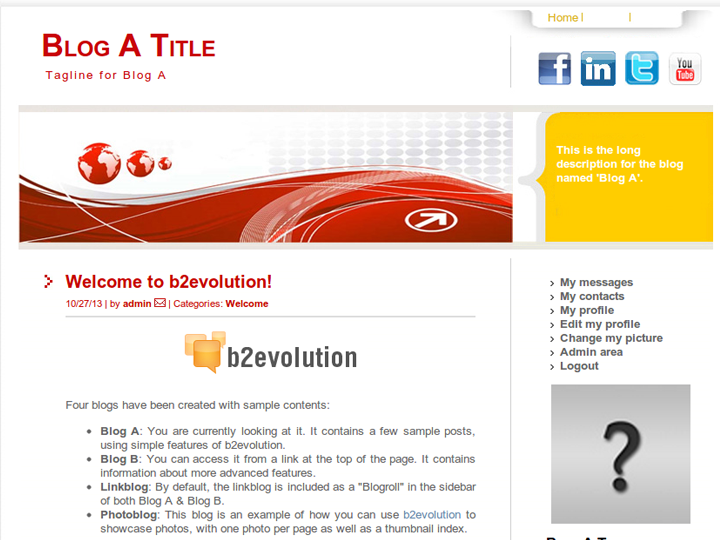 Home | |
BLOG A TITLE
Tagline for Blog A
f in t You Tube
This is the long
description for the blog
named 'Blog A'.
Welcome to b2evolution!
10/27/13 | by admin | Categories: Welcome
b2evolution
Four blogs have been created with sample contents:
Blog A: You are currently looking at it. It contains a few sample posts,
using simple features of b2evolution.
Blog B: You can access it from a link at the top of the page. It contains
information about more advanced features.
Linkblog: By default, the linkblog is included as a "Blogroll" in the sidebar
of both Blog A & Blog B.
Photoblog: This blog is an example of how you can use b2evolution to
showcase photos, with one photo per page as well as a thumbnail index.
My messages
My contacts
My profile
Edit my profile
Change my picture
Admin area
Logout
?